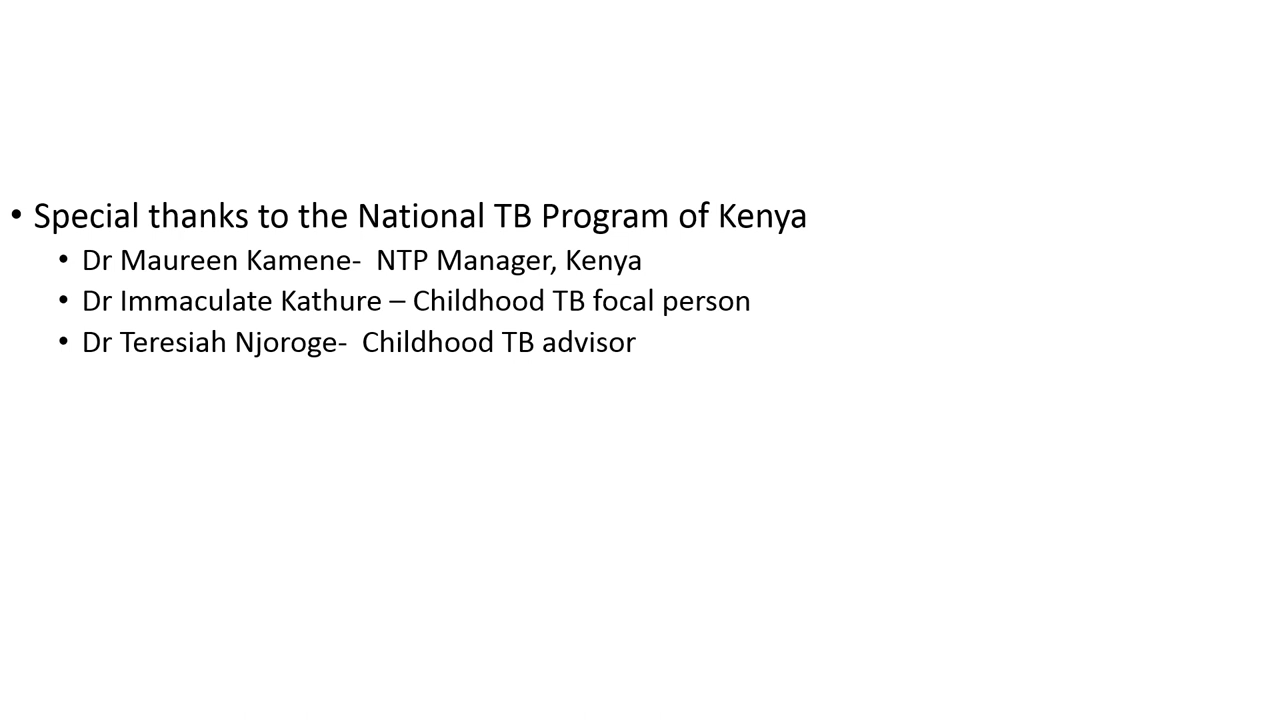 • Special thanks to the National TB Program of Kenya
• Dr Maureen Kamene-  NTP Manager, Kenya
• Dr Immaculate Kathure – Childhood TB focal person
• Dr Teresiah Njoroge-  Childhood TB advisor